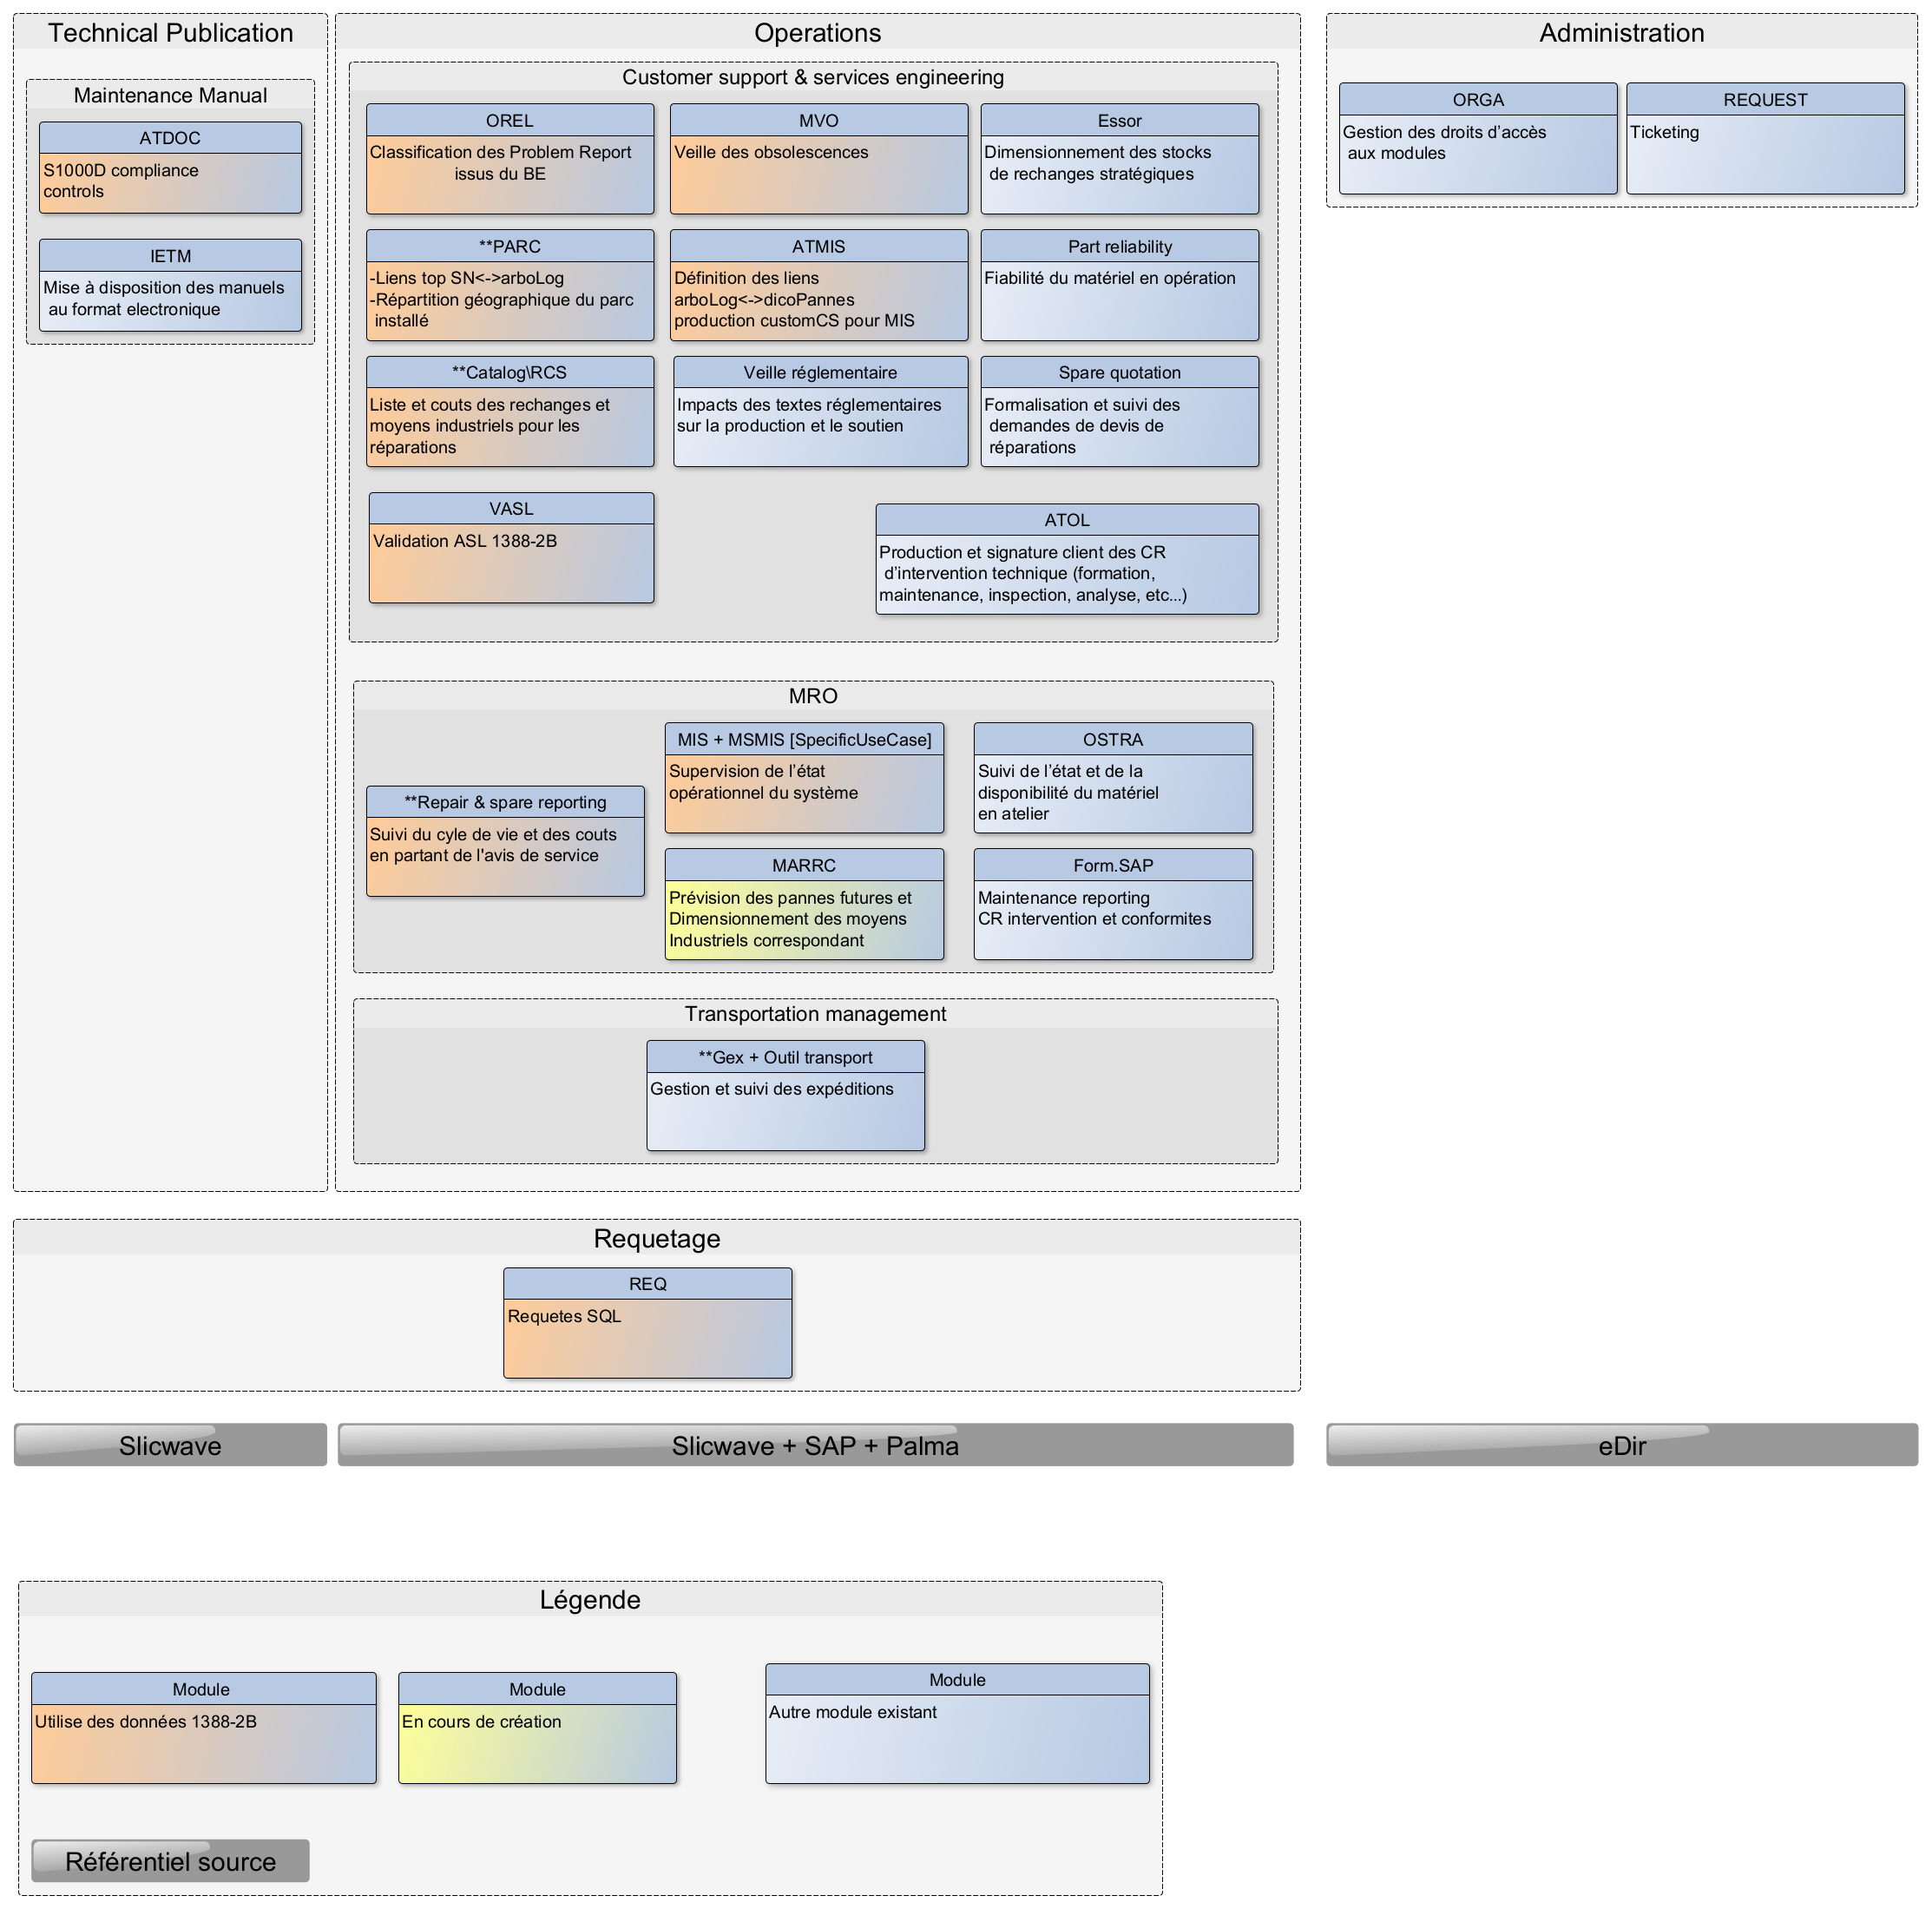 Technical Publication
Maintenance Manual
ATDOC
S1000D compliance
controls
IETM
Mise à disposition des manuels
au format electronique
Operations
Customer support & services engineering
OREL
Classification des Problem Report
issus du BE
MVO
Veille des obsolescences
Essor
Dimensionnement des stocks
de rechanges stratégiques
**PARC
-Liens top SN<->arboLog
-Répartition géographique du parc
installé
ATMIS
Définition des liens
arboLog<->dicoPannes
production customCS pour MIS
Part reliability
Fiabilité du matériel en opération
**Catalog\RCS
Liste et couts des rechanges et
moyens industriels pour les
réparations
Veille réglementaire
Impacts des textes réglementaires
sur la production et le soutien
Spare quotation
Formalisation et suivi des
demandes de devis de
réparations
VASL
Validation ASL 1388-2B
ATOL
Production et signature client des CR
d’intervention technique (formation,
maintenance, inspection, analyse, etc...)
MRO
**Repair & spare reporting
Suivi du cyle de vie et des couts
en partant de l'avis de service
MIS + MSMIS [SpecificUseCase]
Supervision de l’état
opérationnel du système
OSTRA
Suivi de l’état et de la
disponibilité du matériel
en atelier
MARRC
Prévision des pannes futures et
Dimensionnement des moyens
Industriels correspondant
Form.SAP
Maintenance reporting
CR intervention et conformites
Transportation management
**Gex + Outil transport
Gestion et suivi des expéditions
Administration
ORGA
Gestion des droits d’accès
aux modules
REQUEST
Ticketing
Requetage
REQ
Requetes SQL
Slicwave
Slicwave + SAP + Palma
eDir
Légende
Module
Utilise des données 1388-2B
Module
En cours de création
Module
Autre module existant
Référentiel source